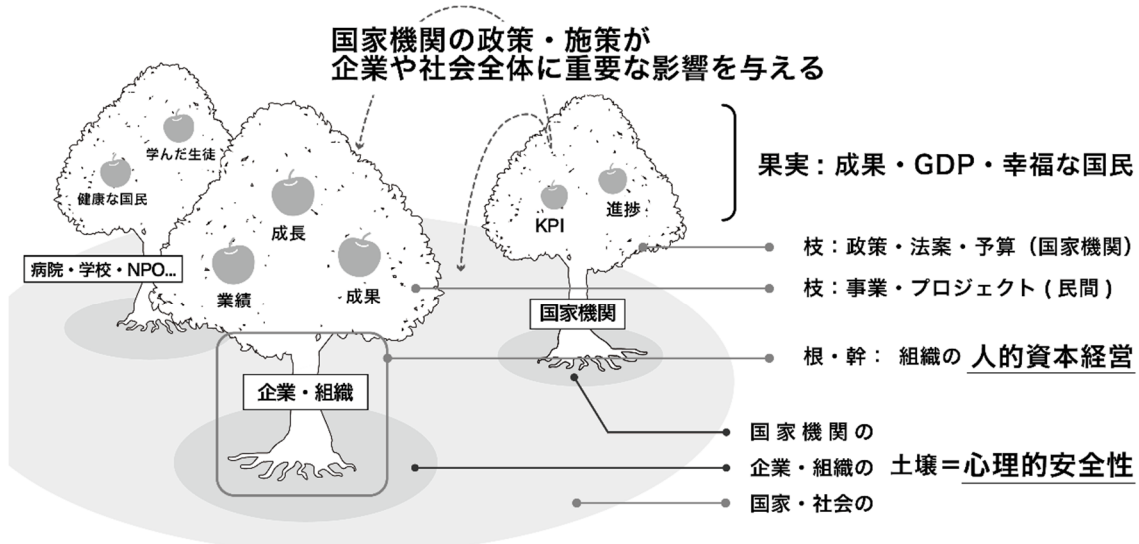 国家機関の政策・施策が
企業や社会全体に重要な影響を与える
学んだ生徒
健康な国民
病院・学校・NPO...
成長
業績
成果
企業・組織
KPI
進捗
国家機関
果実：成果・GDP・幸福な国民
枝：政策・法案・予算（国家機関）
枝：事業・プロジェクト ( 民間 )
根・幹： 組織の 人的資本経営
国家機関の
企業・組織の 土壌＝心理的安全性
国家・社会の